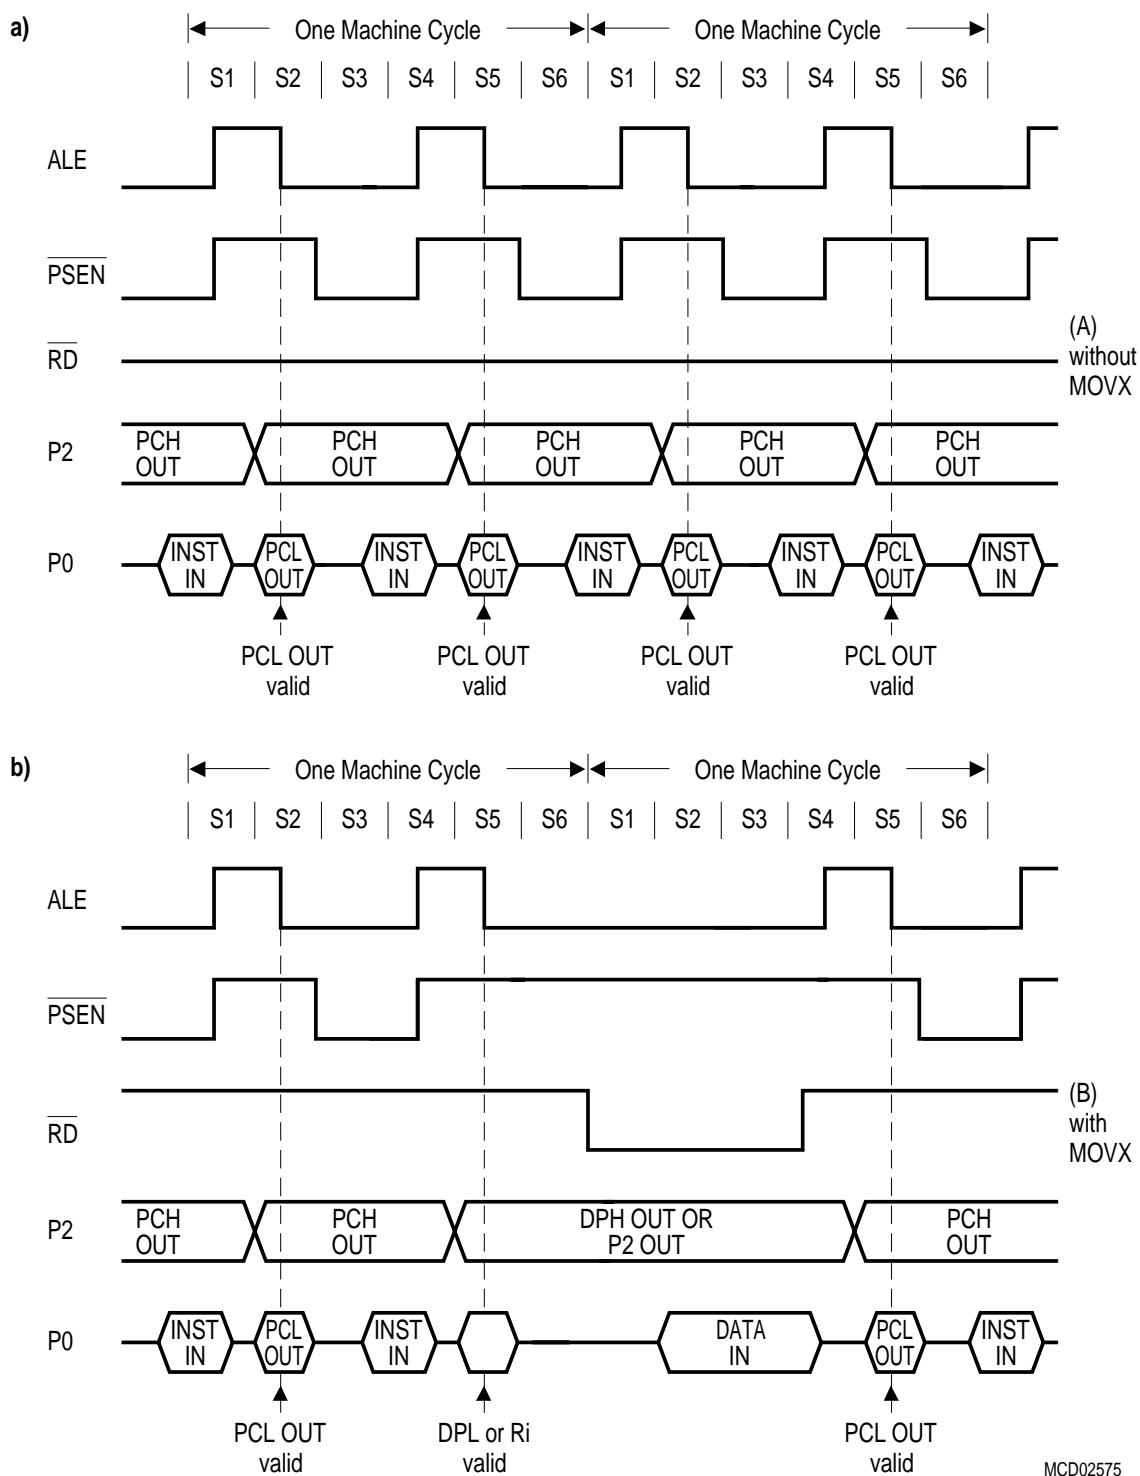 a)
One Machine Cycle
One Machine Cycle
S1 S2 S3 S4 S5 S6 S1 S2 S3 S4 S5 S6
ALE
PSEN
RD
(A)
without
MOVX
P2
PCH
OUT
PCH
OUT
PCH
OUT
PCH
OUT
PCH
OUT
P0
INST
IN
PCL
OUT
INST
IN
PCL
OUT
INST
IN
PCL
OUT
INST
IN
PCL
OUT
INST
IN
PCL OUT
valid
PCL OUT
valid
PCL OUT
valid
PCL OUT
valid
b)
One Machine Cycle
One Machine Cycle
S1 S2 S3 S4 S5 S6 S1 S2 S3 S4 S5 S6
ALE
PSEN
RD
(B)
with
MOVX
P2
PCH
OUT
PCH
OUT
DPH OUT OR
P2 OUT
PCH
OUT
P0
INST
IN
PCL
OUT
INST
IN
DATA
IN
PCL
OUT
INST
IN
PCL OUT
valid
DPL or Ri
valid
PCL OUT
valid
MCD02575